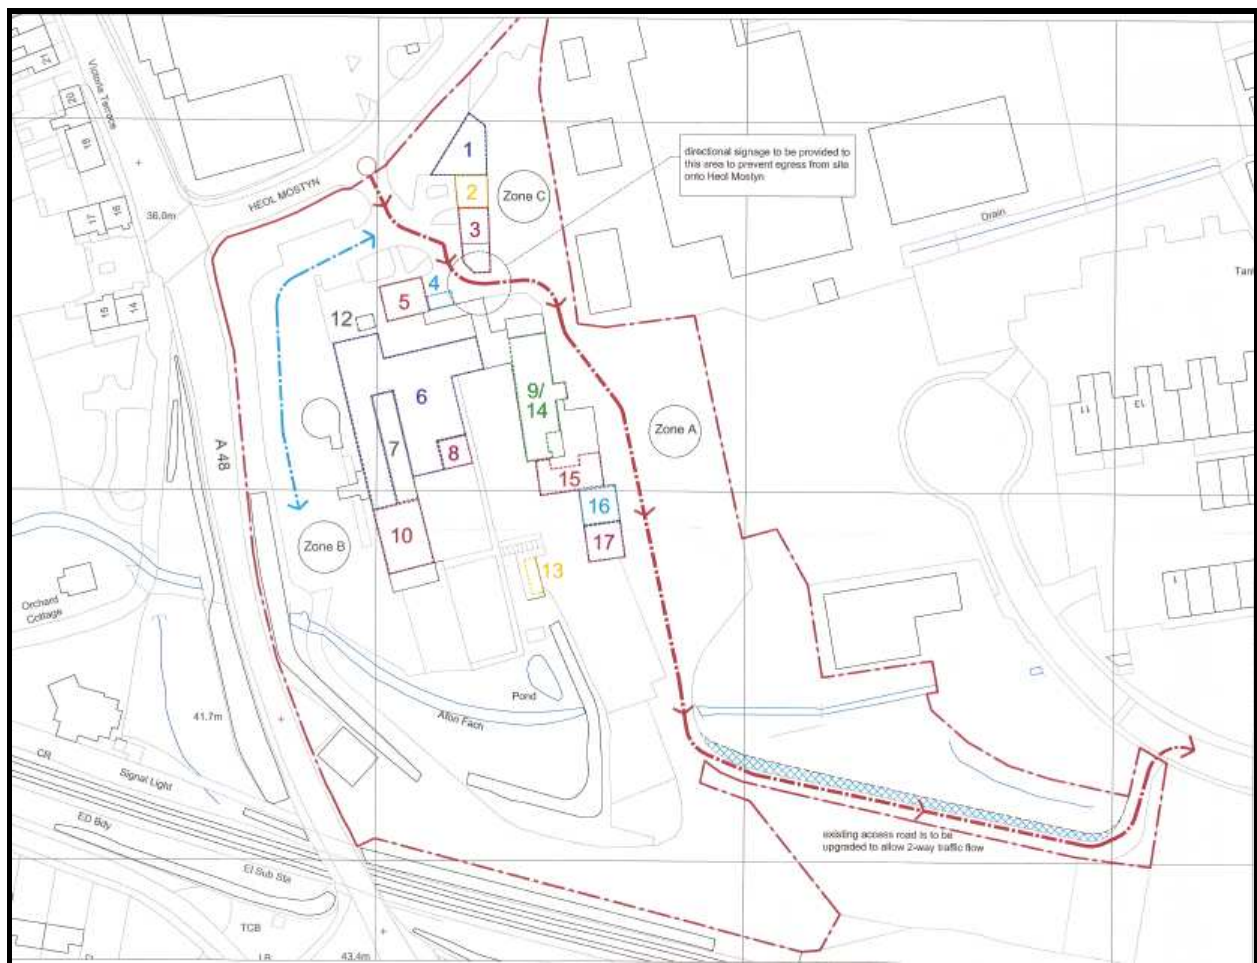 21
Victoria Terrace
20
18
1
directional signage to be provided to
this area to prevent egress from site
onto Heol Mostyn
2
Zone C
HEOL MOSTYN
17
16
36.0m
3
Drain
4
5
15
14
12
9/
14
6
11
13
Zone A
7
8
A 48
15
16
10
17
Zone B
13
1
Orchard
Cottage
Pond
41.7m
Afon Fach
CR
Signal Light
existing access road is to be
upgraded to allow 2-way traffic flow
ED Bdy
El Sub Sta
TCB
LB
43.4m